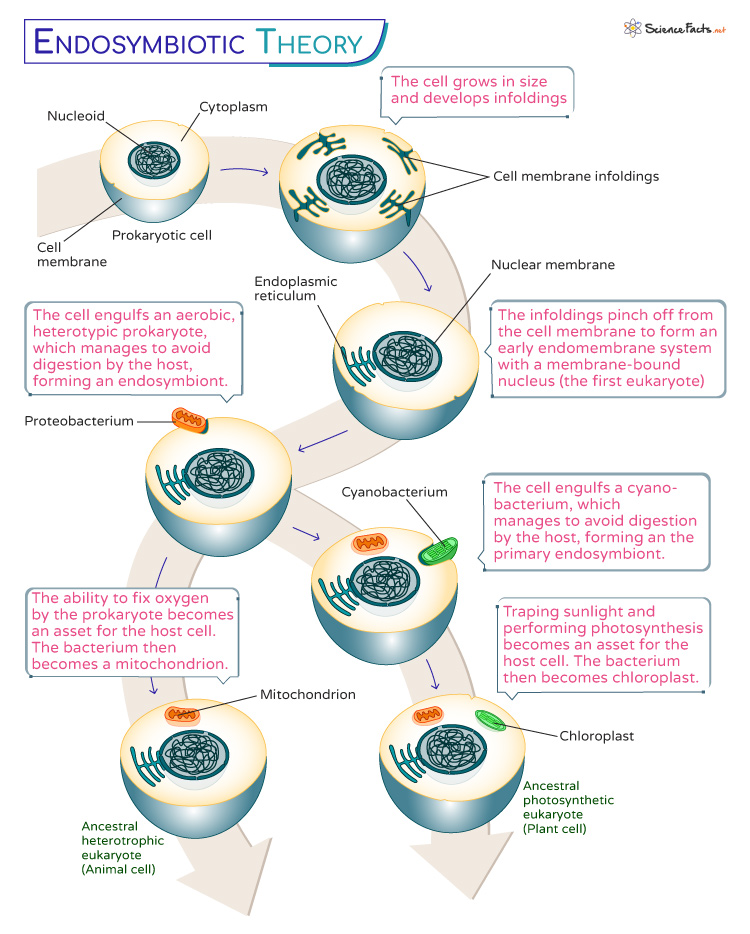 ENDOSYMBIOTIC THEORY
ScienceFacts.net
The cell grows in size
and develops infoldings
Nucleoid
Cytoplasm
Cell membrane infoldings
Prokaryotic cell
Cell
membrane
Nuclear membrane
Endoplasmic
reticulum
The infoldings pinch off from
the cell membrane to form an
early endomembrane system
with a membrane-bound
nucleus (the first eukaryote)
The cell engulfs an aerobic,
heterotypic prokaryote,
which manages to avoid
digestion by the host,
forming an endosymbiont.
Proteobacterium
Cyanobacterium
The cell engulfs a cyano-
bacterium, which
manages to avoid digestion
by the host, forming an the
primary endosymbiont.
The ability to fix oxygen
by the prokaryote becomes
an asset for the host cell.
The bacterium then
becomes a mitochondrion.
Traping sunlight and
performing photosynthesis
becomes an asset for the
host cell. The bacterium
then becomes chloroplast.
Mitochondrion
Chloroplast
Ancestral
heterotrophic
eukaryote
(Animal cell)
Ancestral
photosynthetic
eukaryote
(Plant cell)